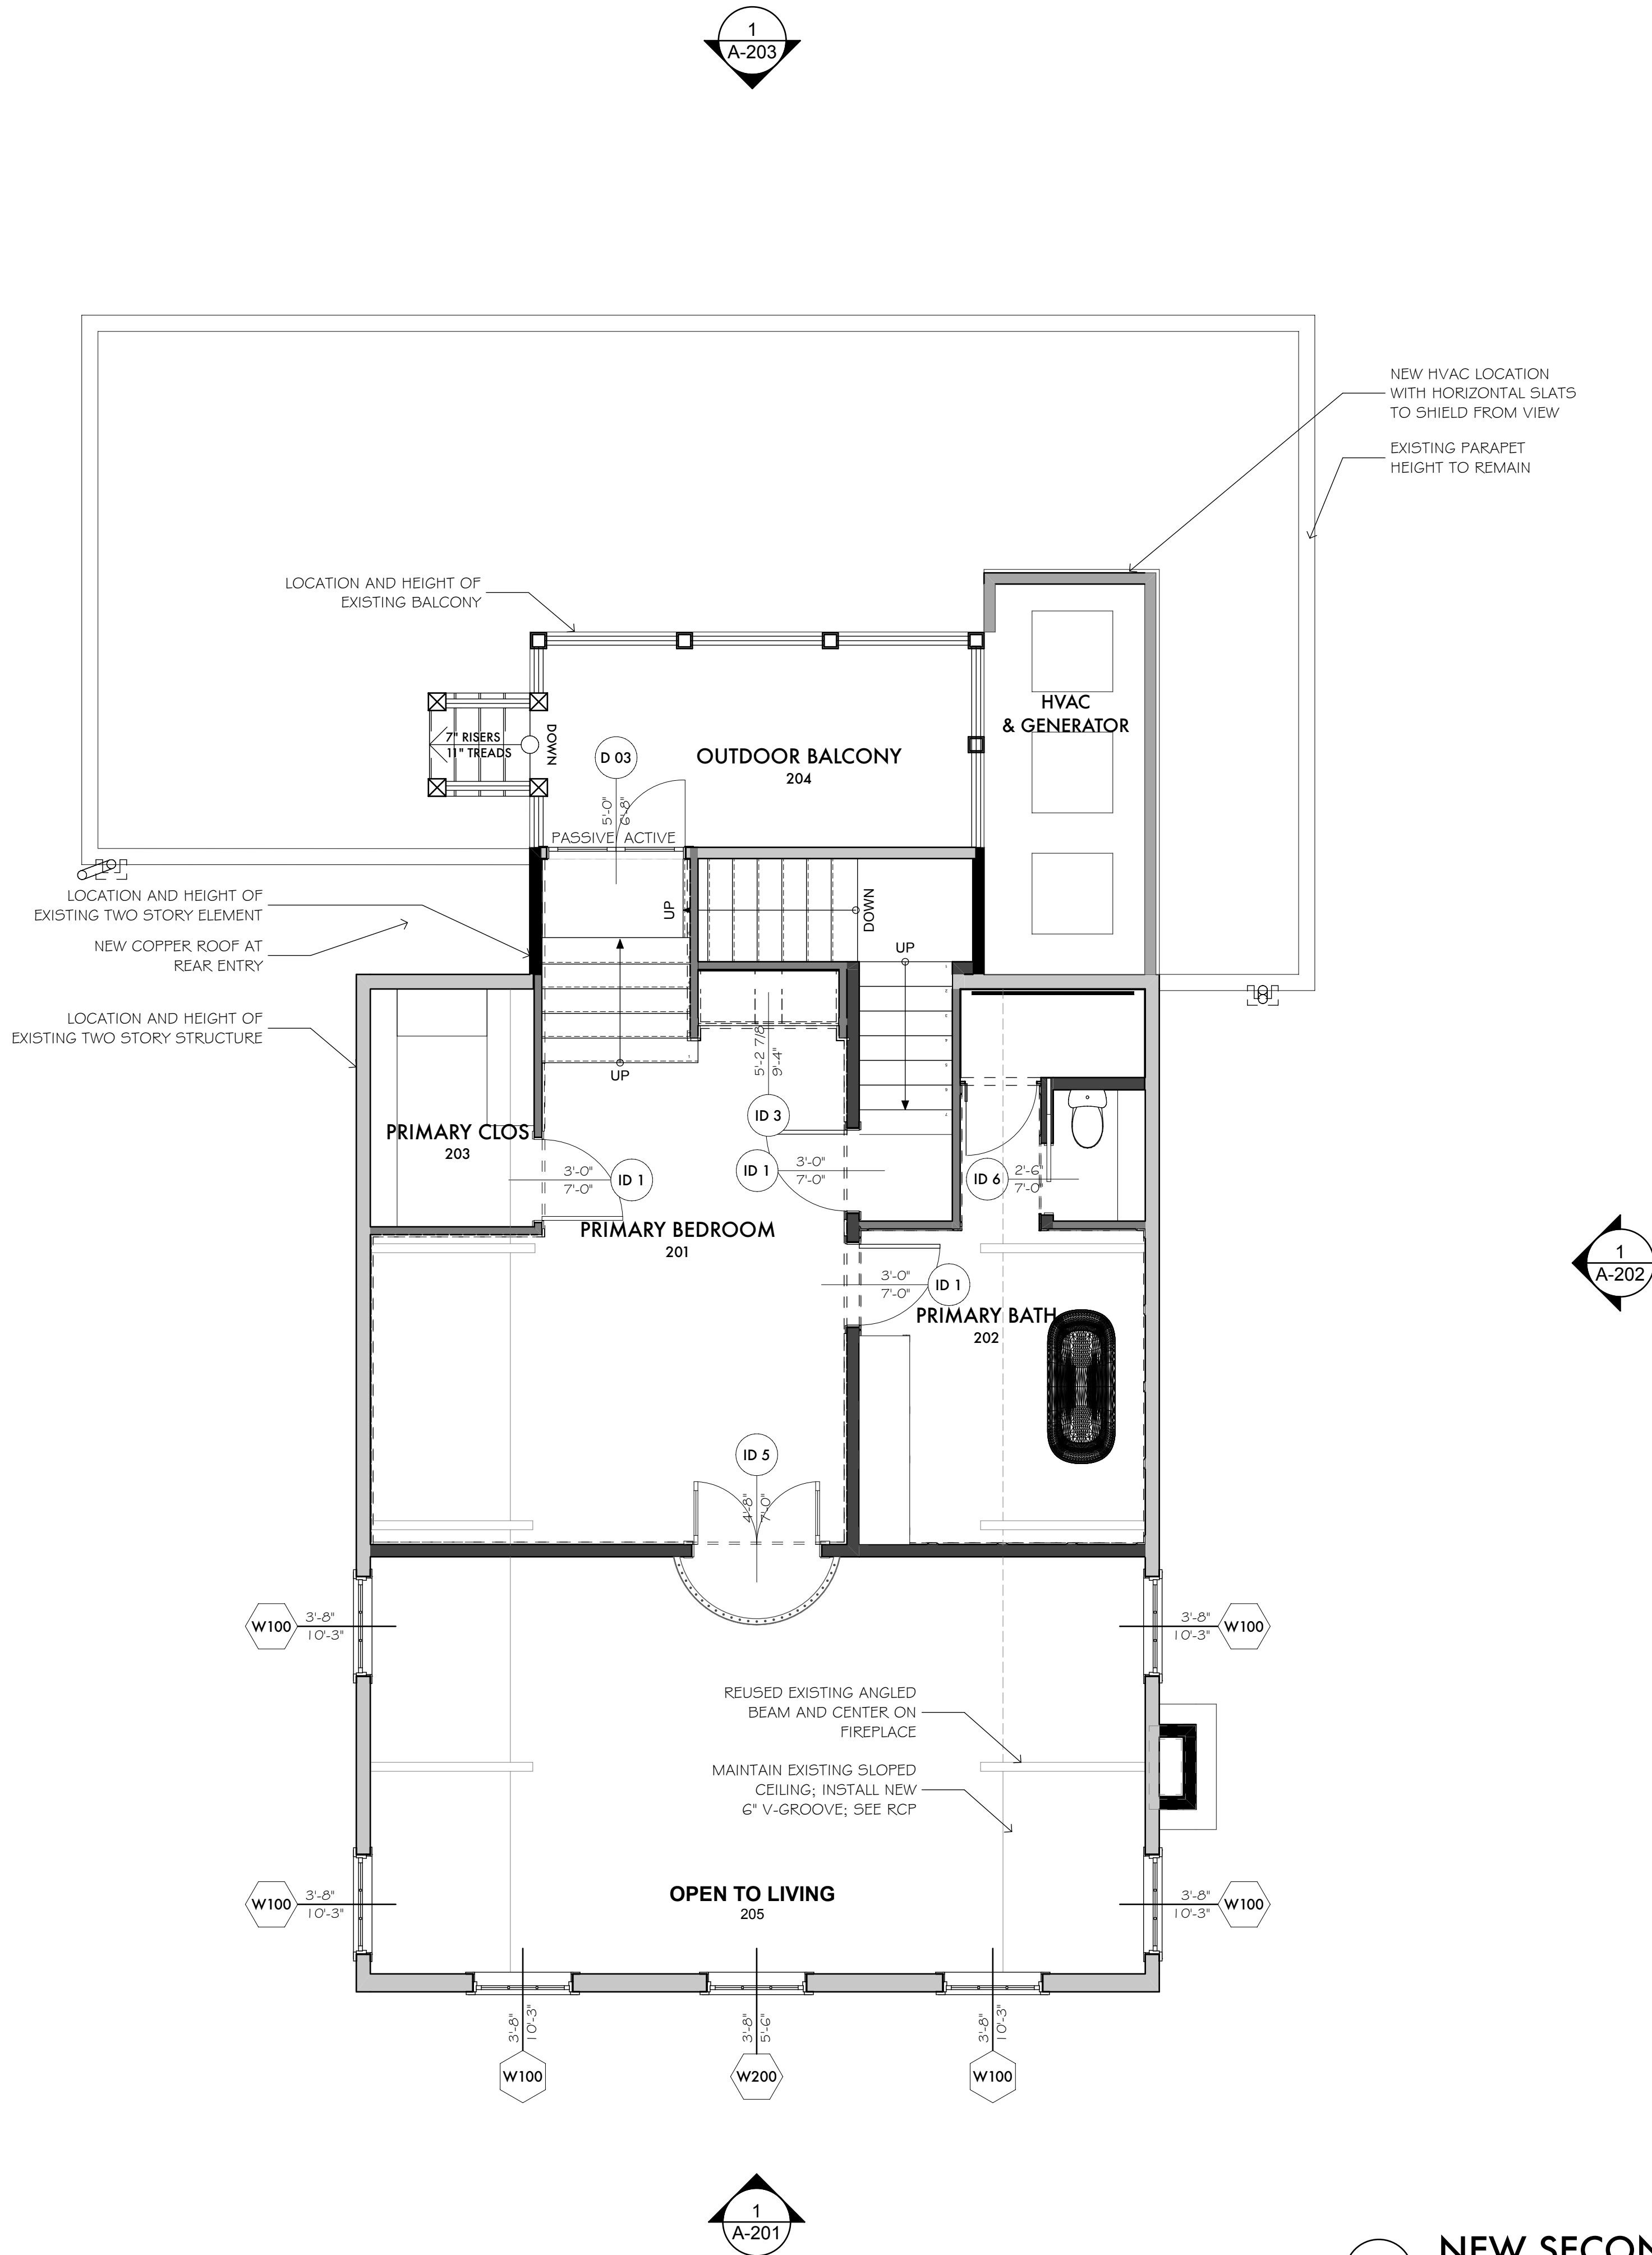 1
A-203
NEW HVAC LOCATION
WITH HORIZONTAL SLATS
TO SHIELD FROM VIEW
EXISTING PARAPET
HEIGHT TO REMAIN
LOCATION AND HEIGHT OF
EXISTING BALCONY
HVAC
& GENERATOR
7" RISERS
11" TREADS
DOWN
D 03
5'-0"
6'-8"
OUTDOOR BALCONY
204
PASSIVE ACTIVE
LOCATION AND HEIGHT OF
EXISTING TWO STORY ELEMENT
NEW COPPER ROOF AT
REAR ENTRY
UP
DOWN
UP
LOCATION AND HEIGHT OF
EXISTING TWO STORY STRUCTURE
UP
5'-2 7/8"
9'-4"
ID 3
PRIMARY CLOS
203
3'-0"
7'-0"
ID 1
ID 1
3'-0"
7'-0"
ID 6
2'-6"
7'-0"
PRIMARY BEDROOM
201
3'-0"
7'-0"
ID 1
PRIMARY BATH
202
1
A-202
ID 5
4'-8"
7'-0"
W100
3'-8"
10'-3"
3'-8"
10'-3"
W100
REUSED EXISTING ANGLED
BEAM AND CENTER ON
FIREPLACE
MAINTAIN EXISTING SLOPED
CEILING; INSTALL NEW
6" V-GROOVE; SEE RCP
OPEN TO LIVING
205
W100
3'-8"
10'-3"
3'-8"
10'-3"
W100
3'-8"
10'-3"
W100
3'-8"
5'-6"
W200
3'-8"
10'-3"
W100
1
A-201
NEW SECON